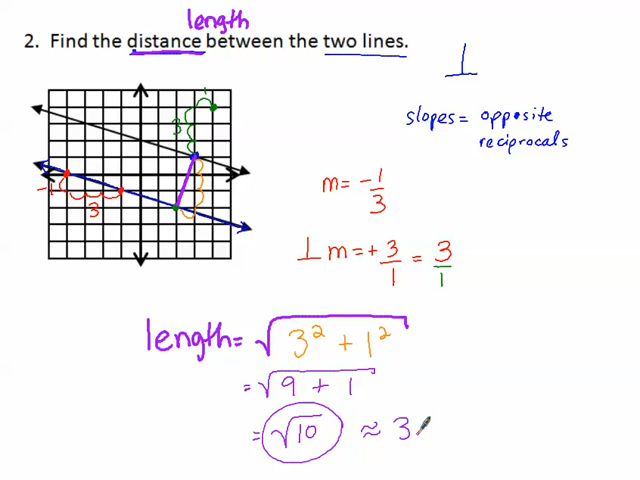 length
2. Find the distance between the two lines.
⊥
slopes = opposite
reciprocals
m = -1/3
⊥ m = + 3/1 = 3/1
1
3
-1
3
length = √(3² + 1²)
= √(9 + 1)
= √10 ≈ 3